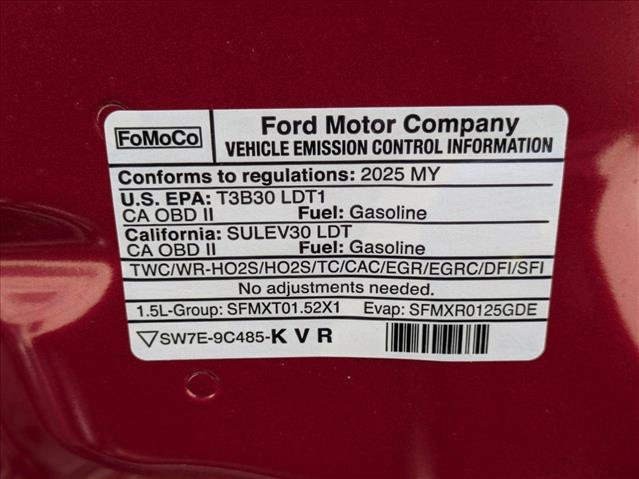 FoMoCo
Ford Motor Company
VEHICLE EMISSION CONTROL INFORMATION
Conforms to regulations: 2025 MY
U.S. EPA: T3B30 LDT1
CA OBD II Fuel: Gasoline
California: SULEV30 LDT
CA OBD II Fuel: Gasoline
TWC/WR-HO2S/HO2S/TC/CAC/EGR/EGRC/DFI/SFI
No adjustments needed.
1.5L-Group: SFMXT01.52X1 Evap: SFMXR0125GDE
SW7E-9C485-K V R